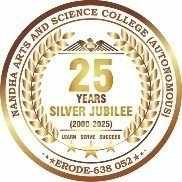 NANDHA ARTS AND SCIENCE COLLEGE (AUTONOMOUS)
25
YEARS
SILVER JUBILEE
(2000-2025)
LEARN SERVE SUCCEED
ERODE-638 052